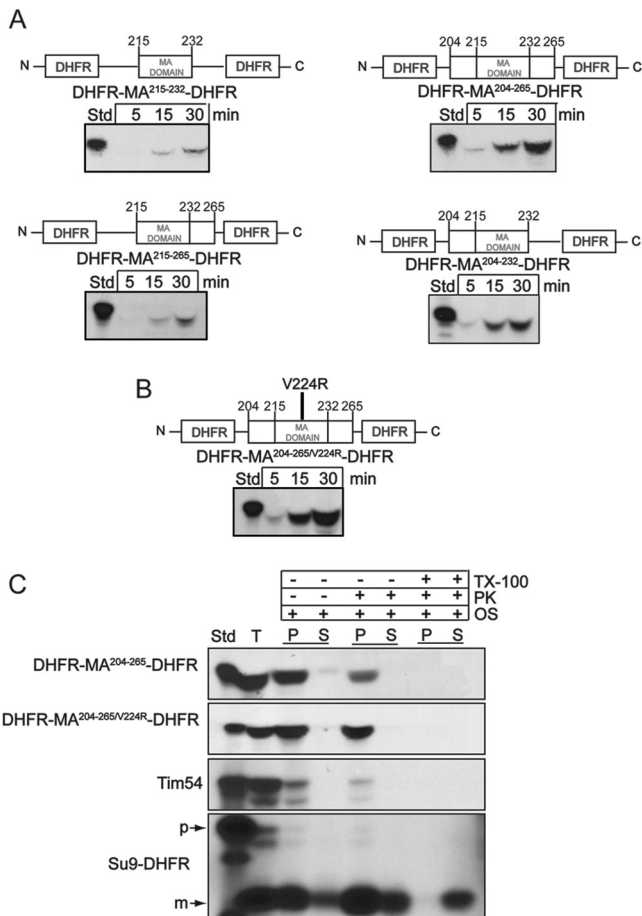 A
215 232
N DHFR MA DOMAIN DHFR C
DHFR-MA215-232-DHFR
Std 5 15 30 min
204 215 232 265
N DHFR MA DOMAIN DHFR C
DHFR-MA204-265-DHFR
Std 5 15 30 min
215 232 265
N DHFR MA DOMAIN DHFR C
DHFR-MA215-265-DHFR
Std 5 15 30 min
204 215 232
N DHFR MA DOMAIN DHFR C
DHFR-MA204-232-DHFR
Std 5 15 30 min
B
V224R
204 215 232 265
N DHFR MA DOMAIN DHFR C
DHFR-MA204-265/V224R-DHFR
Std 5 15 30 min
C
- - - - + + TX-100
- - + + + + PK
+ + + + + + OS
Std T P S P S P S
DHFR-MA204-265-DHFR
DHFR-MA204-265/V224R-DHFR
Tim54
p
Su9-DHFR
m